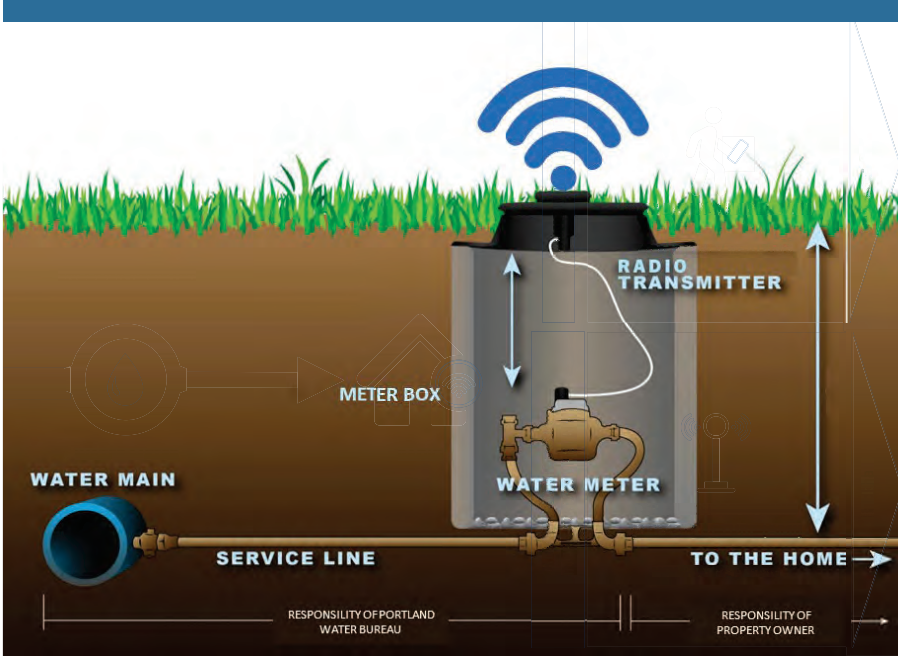 RADIO
TRANSMITTER
METER BOX
WATER MAIN
WATER METER
SERVICE LINE
TO THE HOME
RESPONSILITY OF PORTLAND
WATER BUREAU
RESPONSILITY OF
PROPERTY OWNER